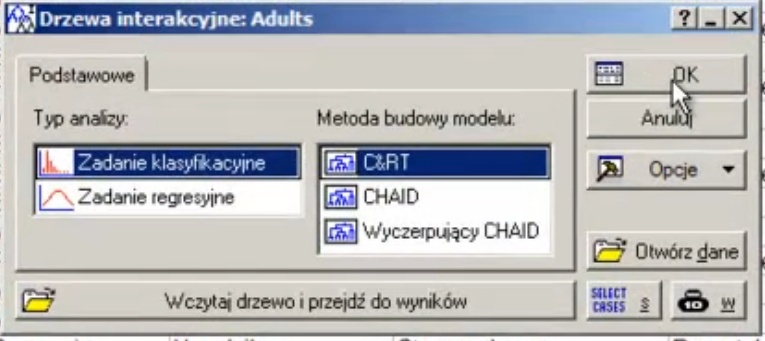 Drzewa interakcyjne: Adults
Podstawowe
Typ analizy:
Zadanie klasyfikacyjne
Zadanie regresyjne
Metoda budowy modelu:
C&RT
CHAID
Wyczerpujący CHAID
Wczytaj drzewo i przejdź do wyników
OK
Anuluj
Opcje
Otwórz dane
SELECT CASES S
W